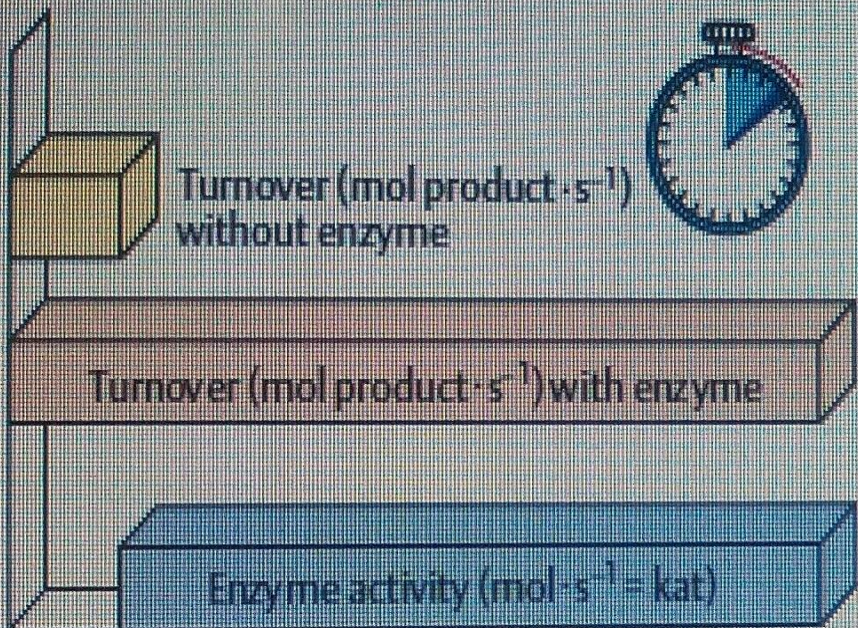 Turnover (mol product · s⁻¹)
without enzyme
Turnover (mol product · s⁻¹) with enzyme
Enzyme activity (mol · s⁻¹ = kat)